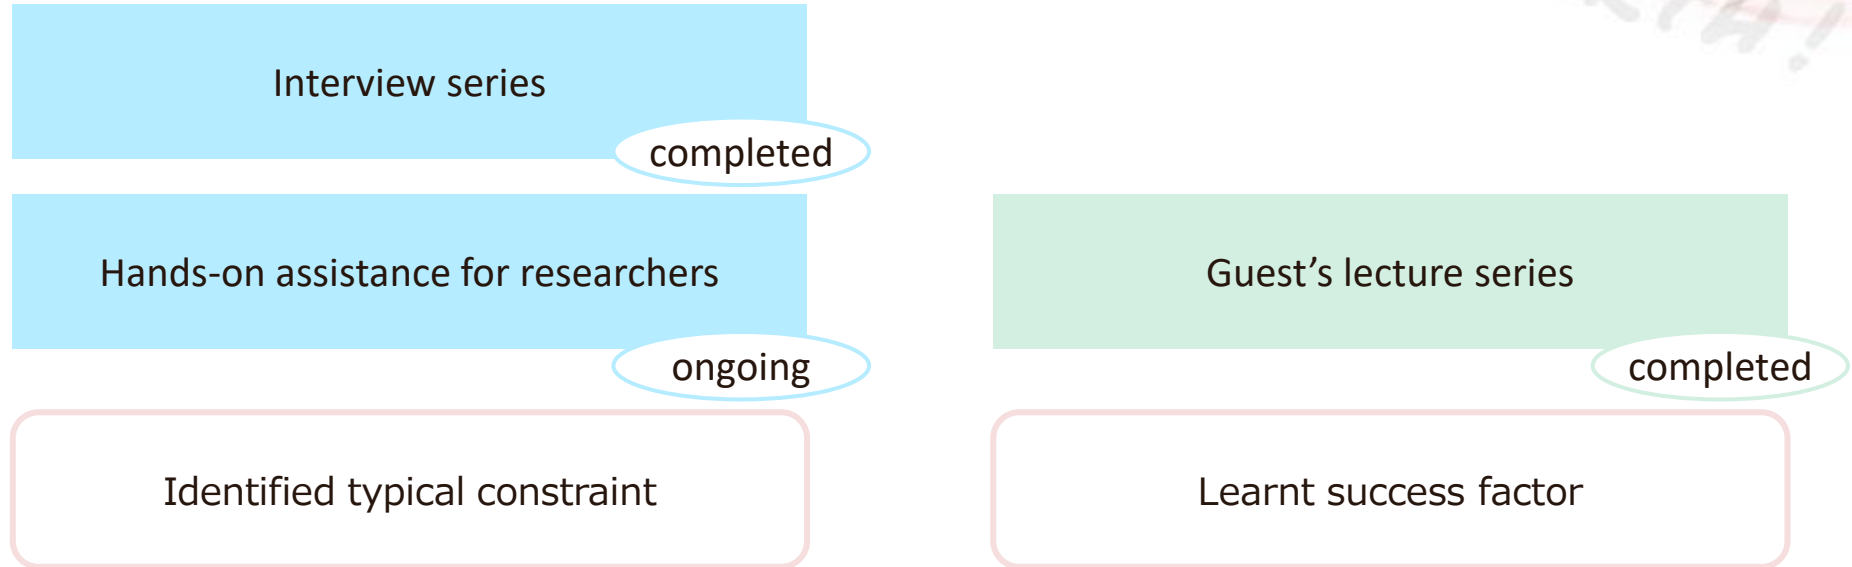 Interview series
completed
Hands-on assistance for researchers
ongoing
Guest’s lecture series
completed
Identified typical constraint
Learnt success factor